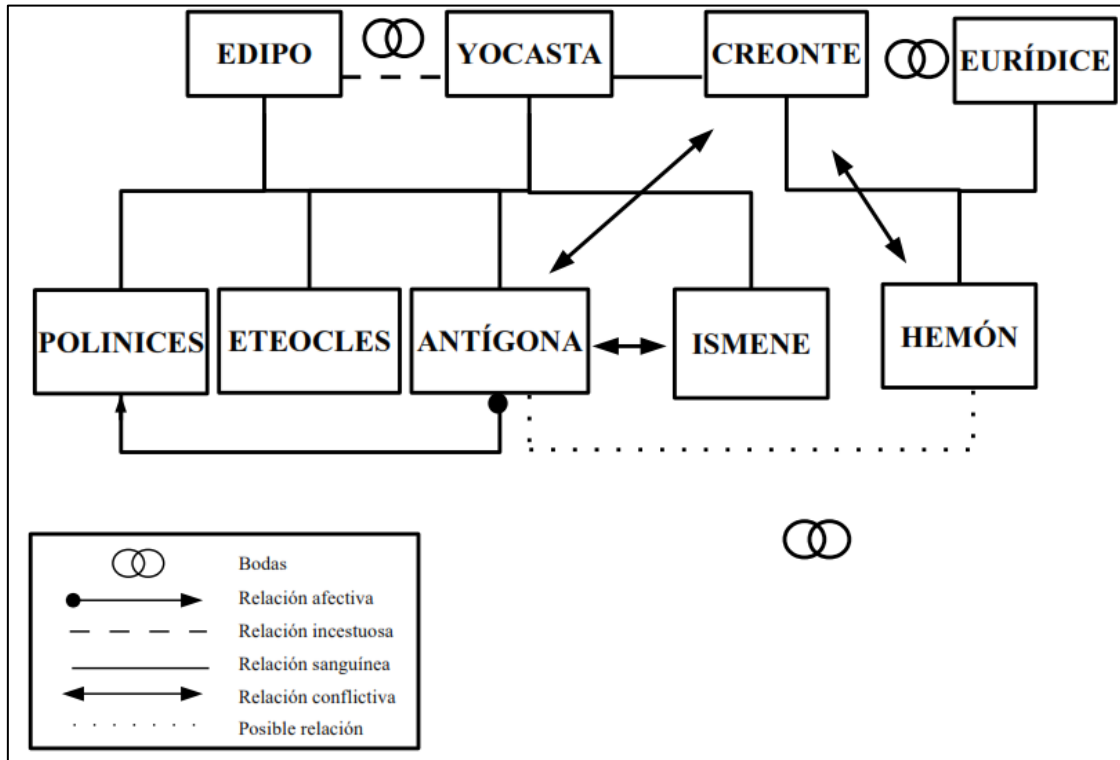 EDIPO
YOCASTA
CREONTE
EURÍDICE
POLINICES
ETEOCLES
ANTÍGONA
ISMENE
HEMÓN
Bodas
Relación afectiva
Relación incestuosa
Relación sanguínea
Relación conflictiva
Posible relación